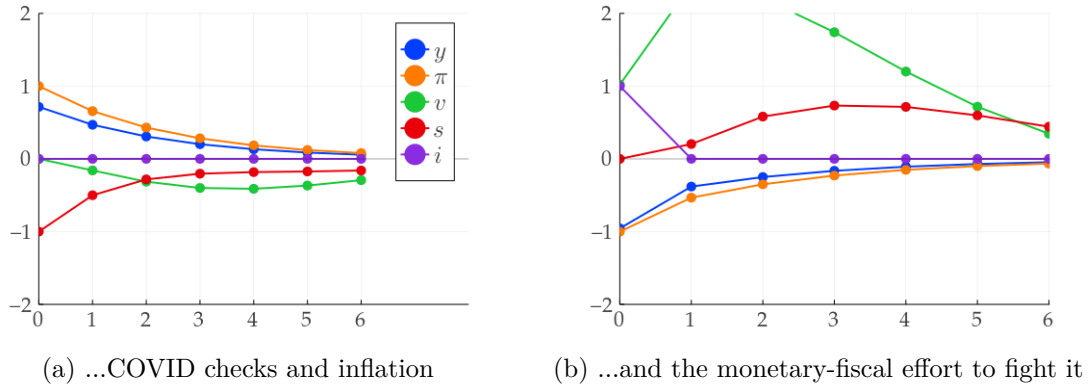 2
1
0
−1
−2
0 1 2 3 4 5 6
y
π
v
s
i
(a) ...COVID checks and inflation
2
1
0
−1
−2
0 1 2 3 4 5 6
(b) ...and the monetary-fiscal effort to fight it